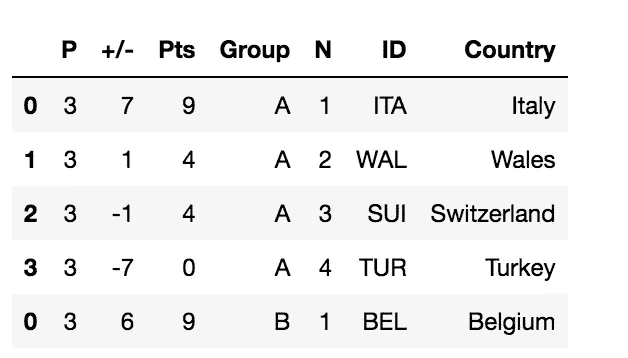 P +/- Pts Group N ID Country
0 3 7 9 A 1 ITA Italy
1 3 1 4 A 2 WAL Wales
2 3 -1 4 A 3 SUI Switzerland
3 3 -7 0 A 4 TUR Turkey
0 3 6 9 B 1 BEL Belgium